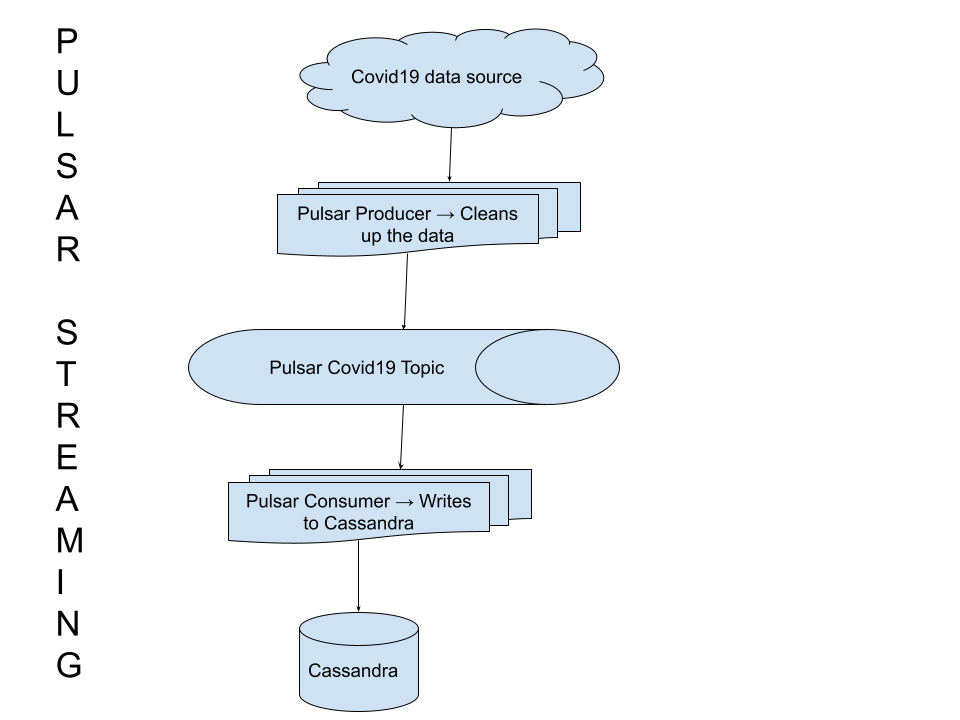 P
U
L
S
A
R
S
T
R
E
A
M
I
N
G
Covid19 data source
Pulsar Producer → Cleans
up the data
Pulsar Covid19 Topic
Pulsar Consumer → Writes
to Cassandra
Cassandra